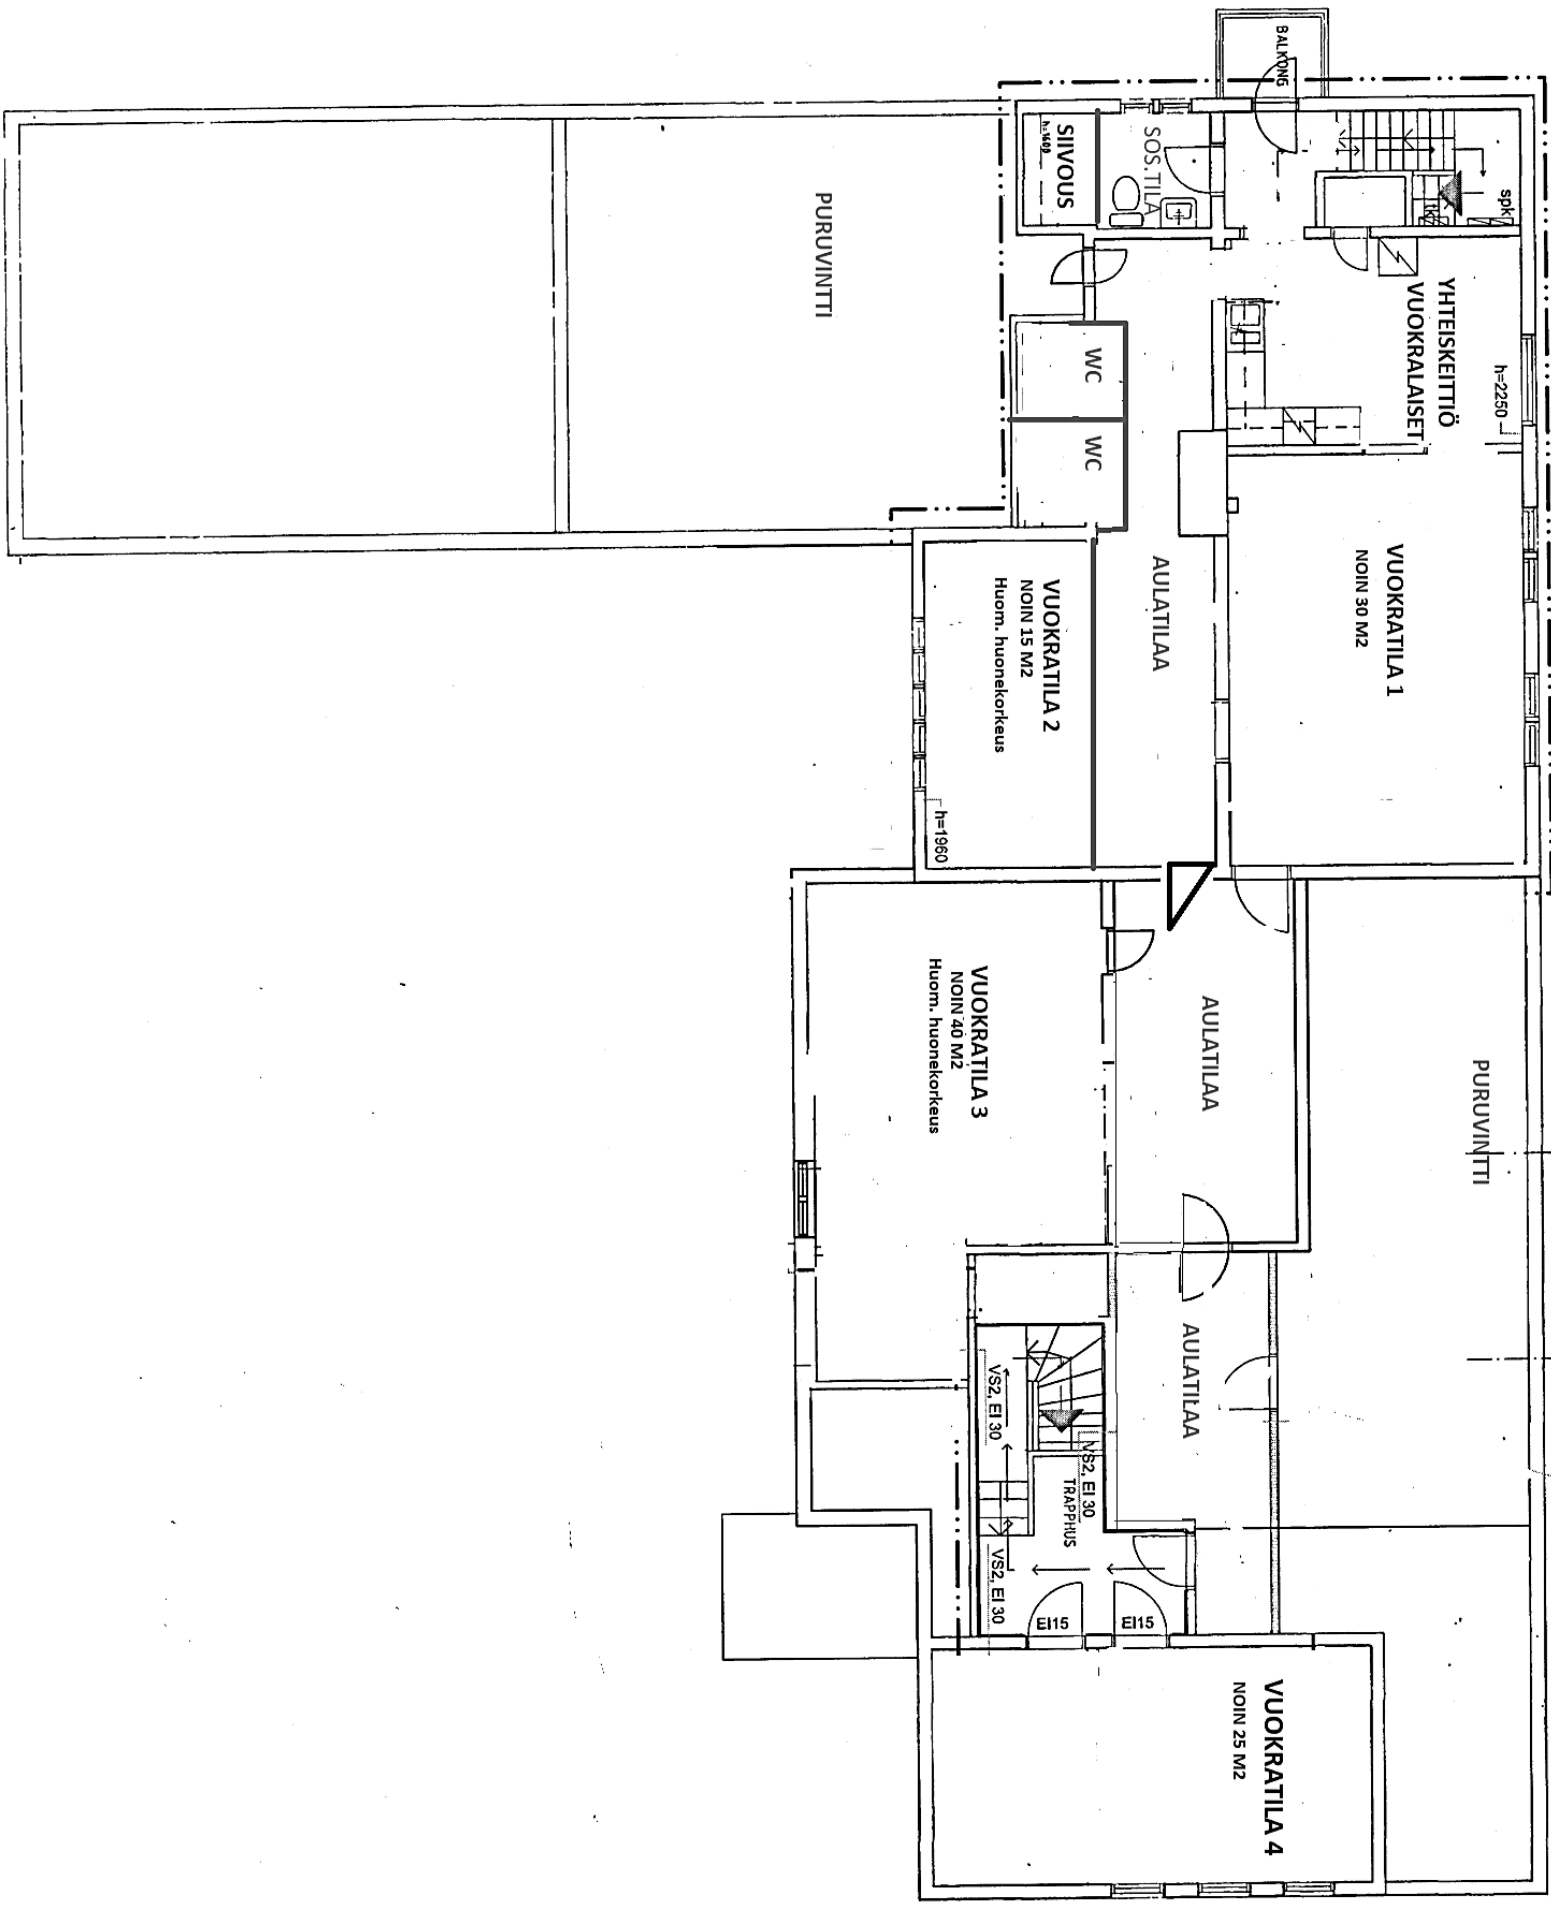 BALKONG
SIIVOUS
h=1600
SOS.TILA
spk
tk
PURUVINTTI
YHTEISKEITTIÖ
VUOKRALAISET
h=2250
WC
WC
VUOKRATILA 1
NOIN 30 M2
AULATILAA
VUOKRATILA 2
NOIN 15 M2
Huom. huonekorkeus
h=1960
VUOKRATILA 3
NOIN 40 M2
Huom. huonekorkeus
AULATILAA
PURUVINTTI
AULATILAA
VS2, EI 30
VS2, EI 30
TRAPPHUS
VS2, EI 30
EI15
EI15
VUOKRATILA 4
NOIN 25 M2